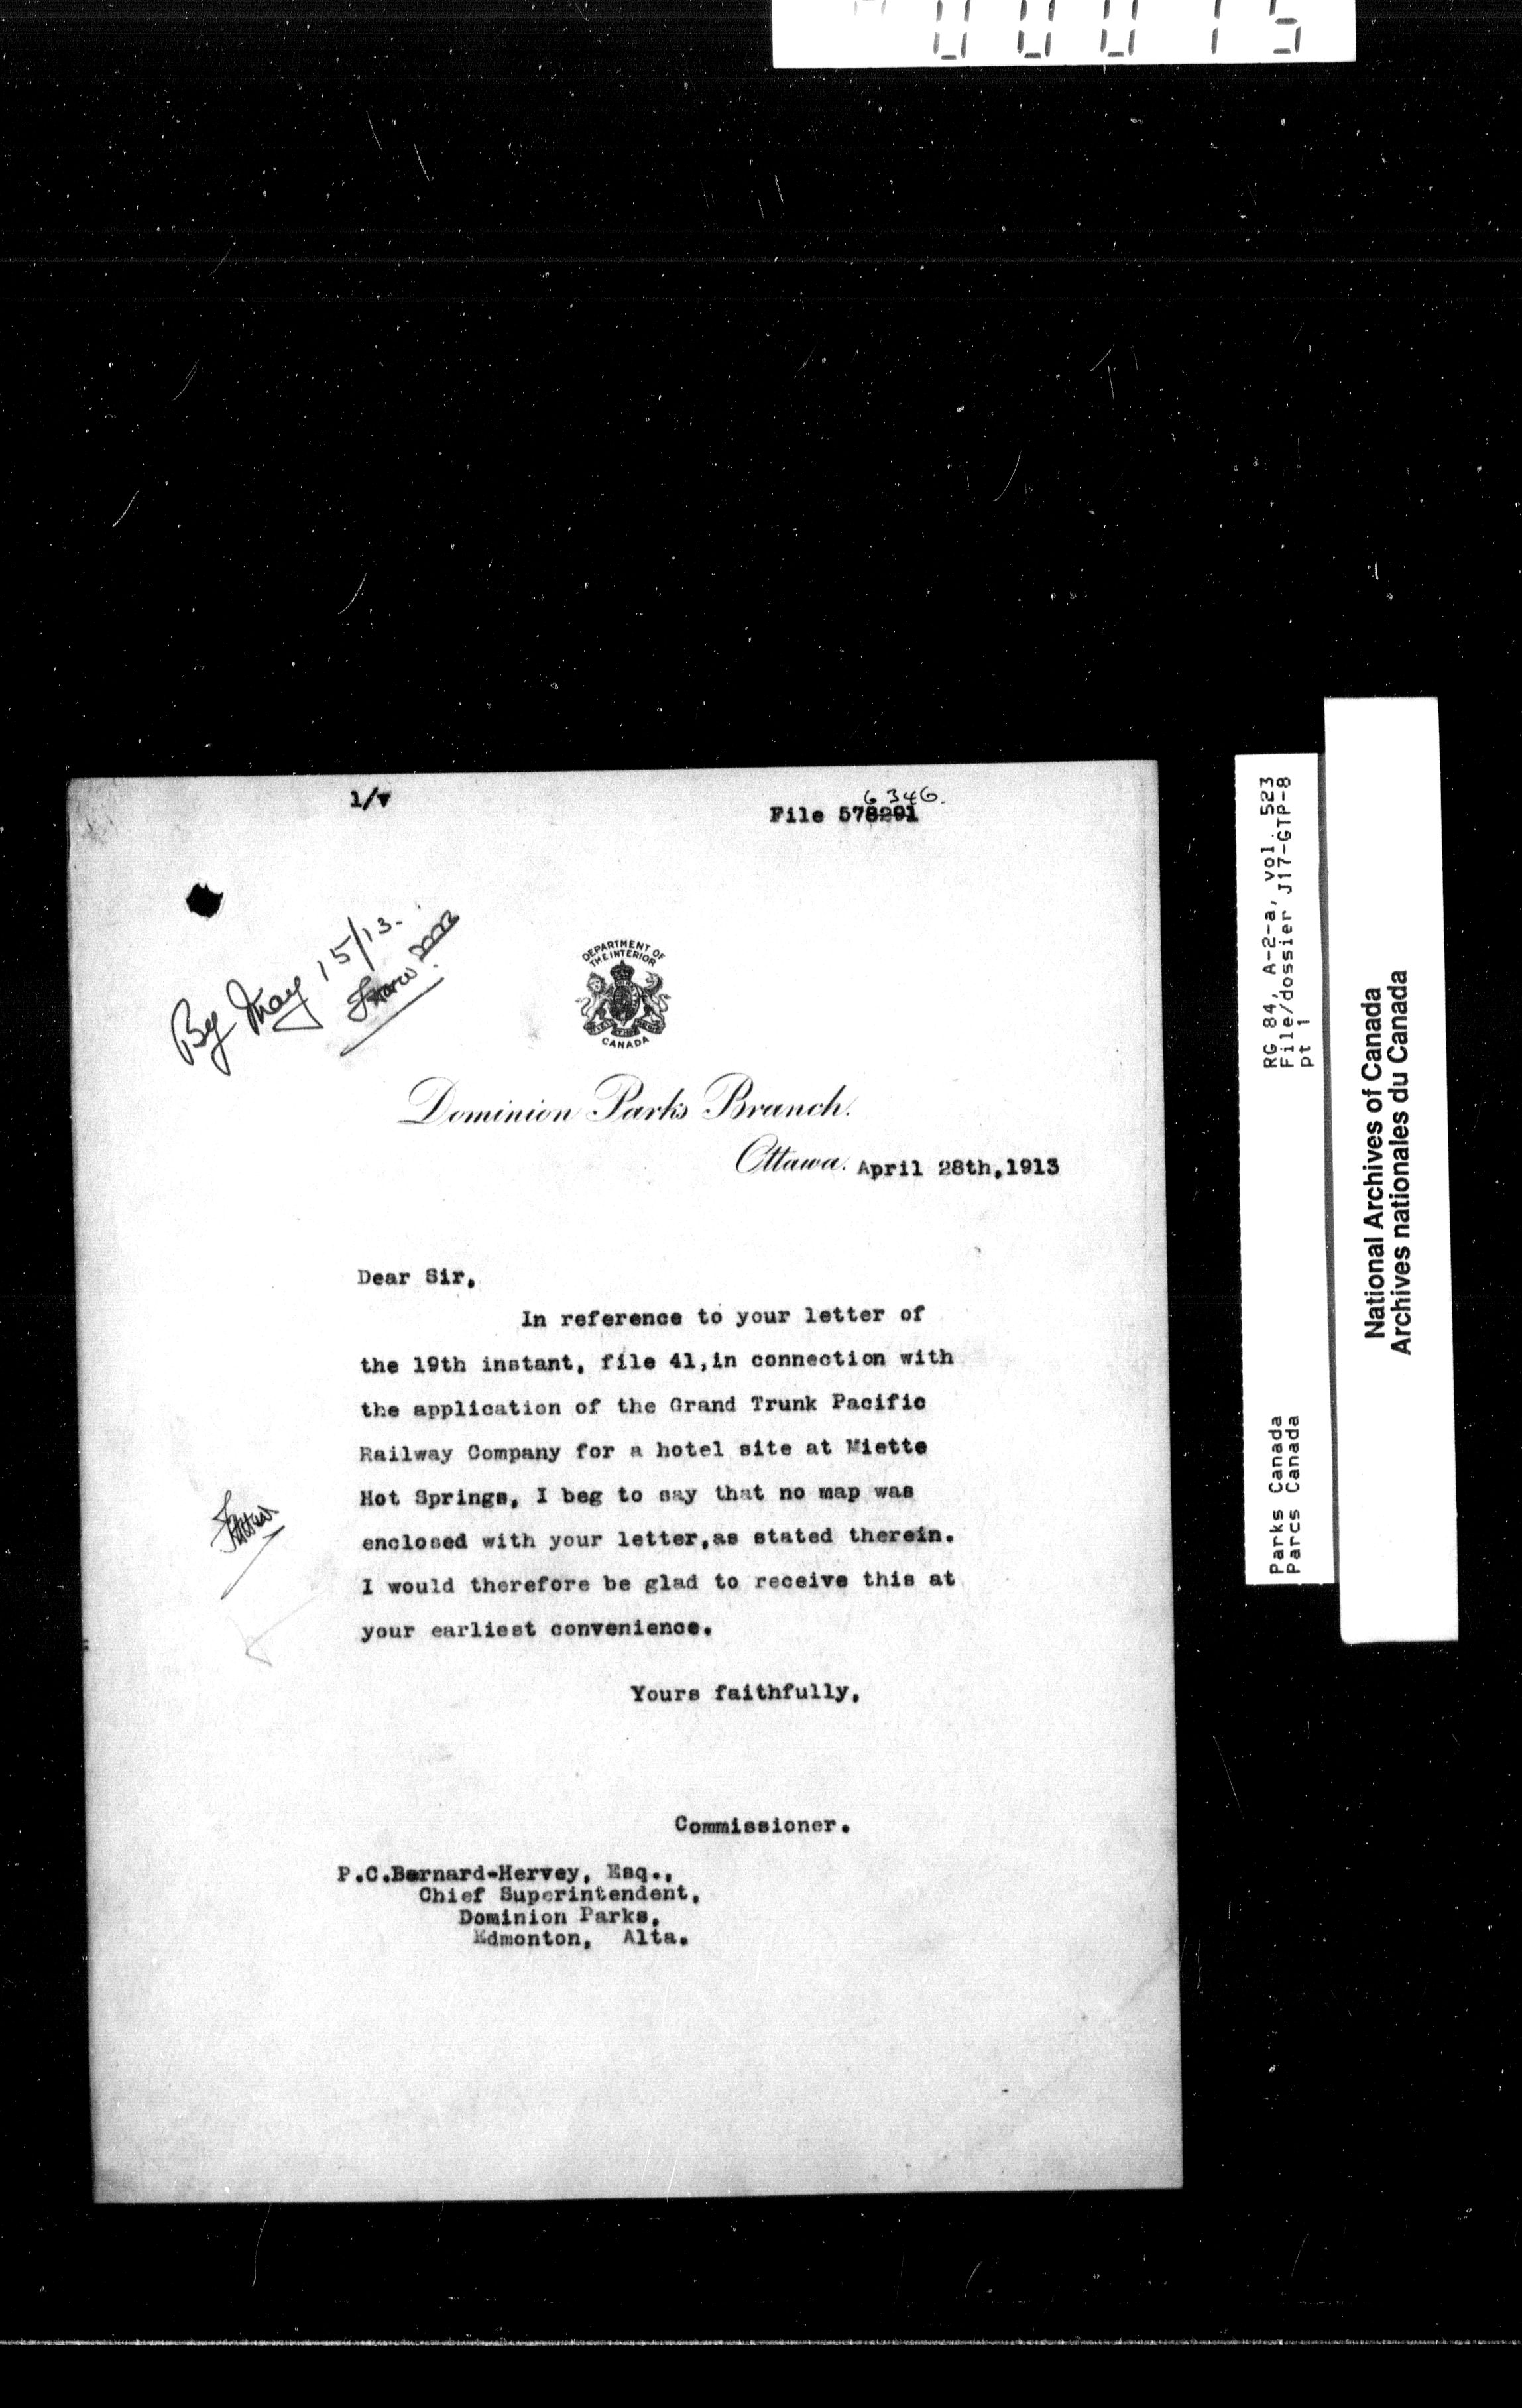 00015
1/v
6346.
File 578291
By May 15/13.
DEPARTMENT OF
THE INTERIOR
CANADA
Dominion Parks Branch.
Ottawa. April 28th,1913
Dear Sir,
In reference to your letter of
the 19th instant, file 41,in connection with
the application of the Grand Trunk Pacific
Railway Company for a hotel site at Miette
Hot Springs, I beg to say that no map was
enclosed with your letter,as stated therein.
I would therefore be glad to receive this at
your earliest convenience.
Yours faithfully,
Commissioner.
P.C.Bernard-Hervey, Esq.,
Chief Superintendent,
Dominion Parks,
Edmonton, Alta.
RG 84, A-2-a, vol. 523
File/dossier J17-GTP-8
pt 1
Parks Canada
Parcs Canada
National Archives of Canada
Archives nationales du Canada